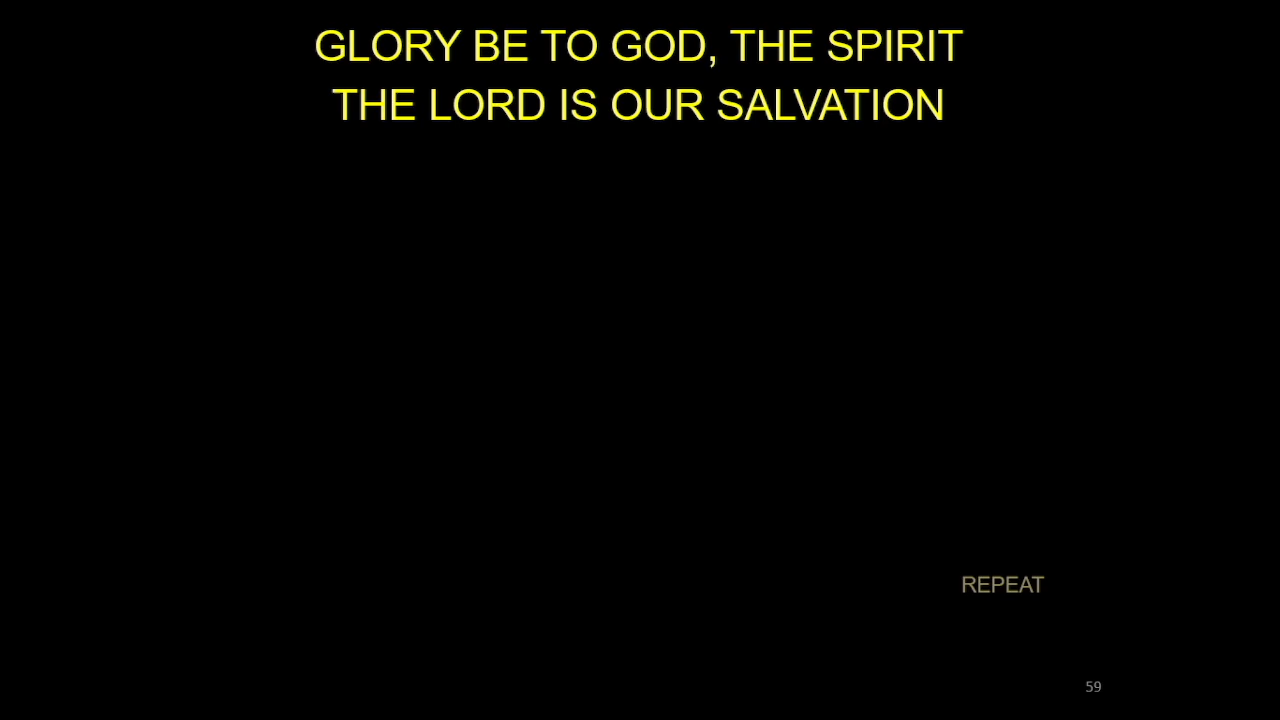 GLORY BE TO GOD, THE SPIRIT
THE LORD IS OUR SALVATION
REPEAT
59